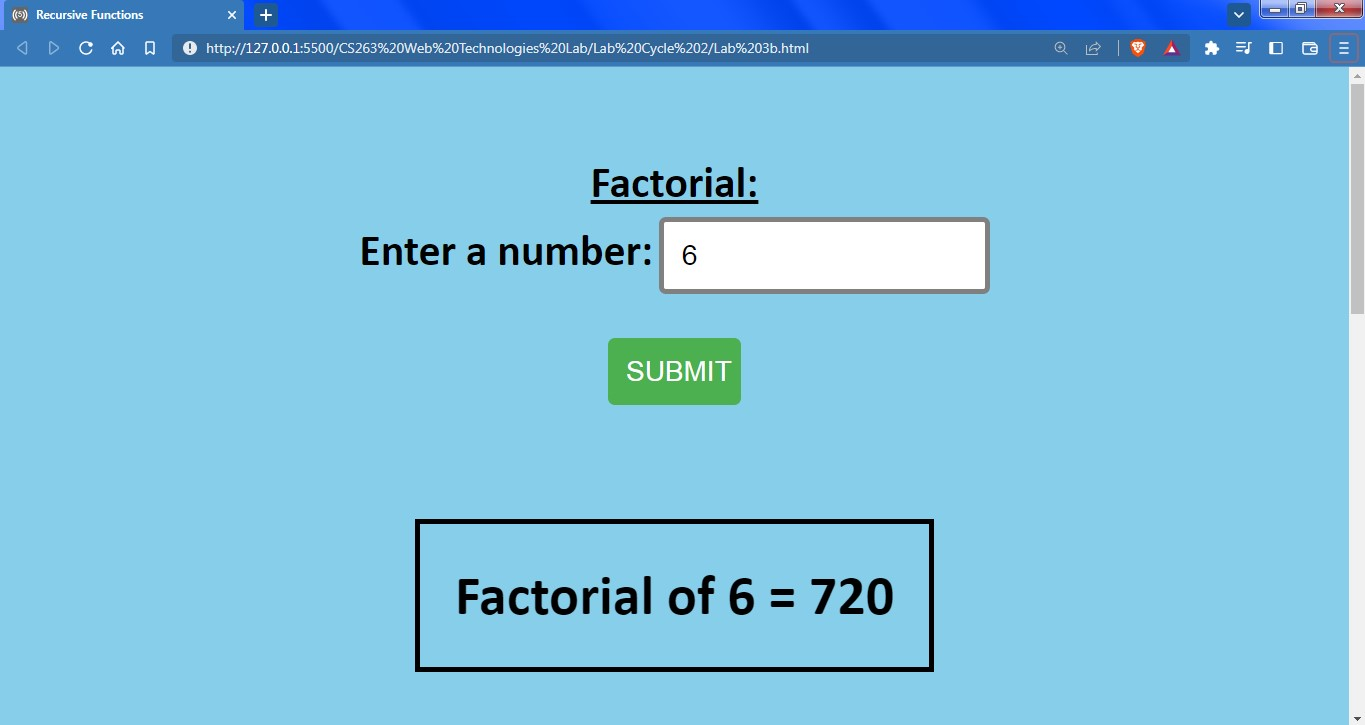 Recursive Functions
http://127.0.0.1:5500/CS263%20Web%20Technologies%20Lab/Lab%20Cycle%202/Lab%203b.html
Factorial:
Enter a number: 6
SUBMIT
Factorial of 6 = 720